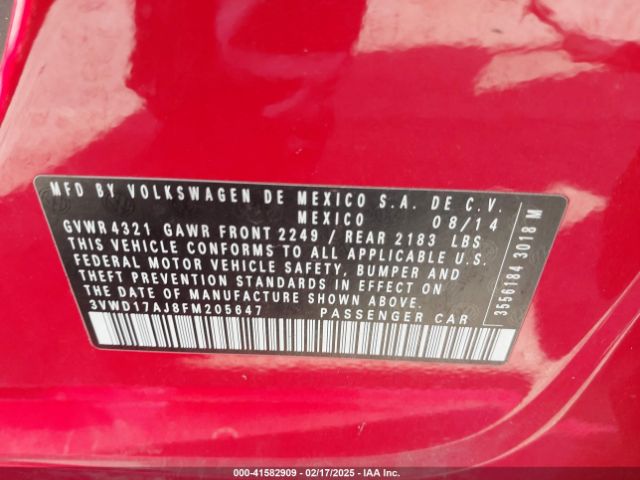 MFD BY VOLKSWAGEN DE MEXICO S.A. DE C.V.
MEXICO 08/14
GVWR 4321 GAWR FRONT 2249 / REAR 2183 LBS
THIS VEHICLE CONFORMS TO ALL APPLICABLE U.S.
FEDERAL MOTOR VEHICLE SAFETY, BUMPER AND
THEFT PREVENTION STANDARDS IN EFFECT ON
THE DATE OF MANUFACTURE SHOWN ABOVE.
3VWD17AJ8FM205647 PASSENGER CAR
3556184 3018 M
000-41582909 - 02/17/2025 - IAA Inc.